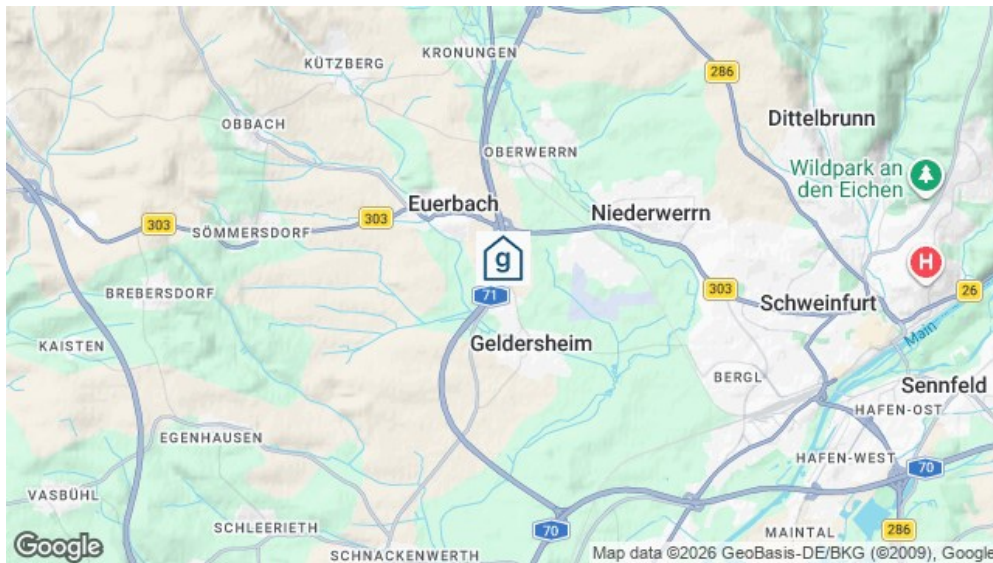 KRONUNGEN
KÜTZBERG
286
Dittelbrunn
OBBACH
OBERWERRN
Wildpark an
den Eichen
Euerbach
Niederwerrn
303
303
SÖMMERSDORF
g
H
71
303
26
BREBERSDORF
Schweinfurt
Main
KAISTEN
Geldersheim
BERGL
Sennfeld
HAFEN-OST
EGENHAUSEN
HAFEN-WEST
70
VASBÜHL
SCHLEERIETH
70
MAINTAL
286
Google
SCHNACKENWERTH
Map data ©2026 GeoBasis-DE/BKG (©2009), Google